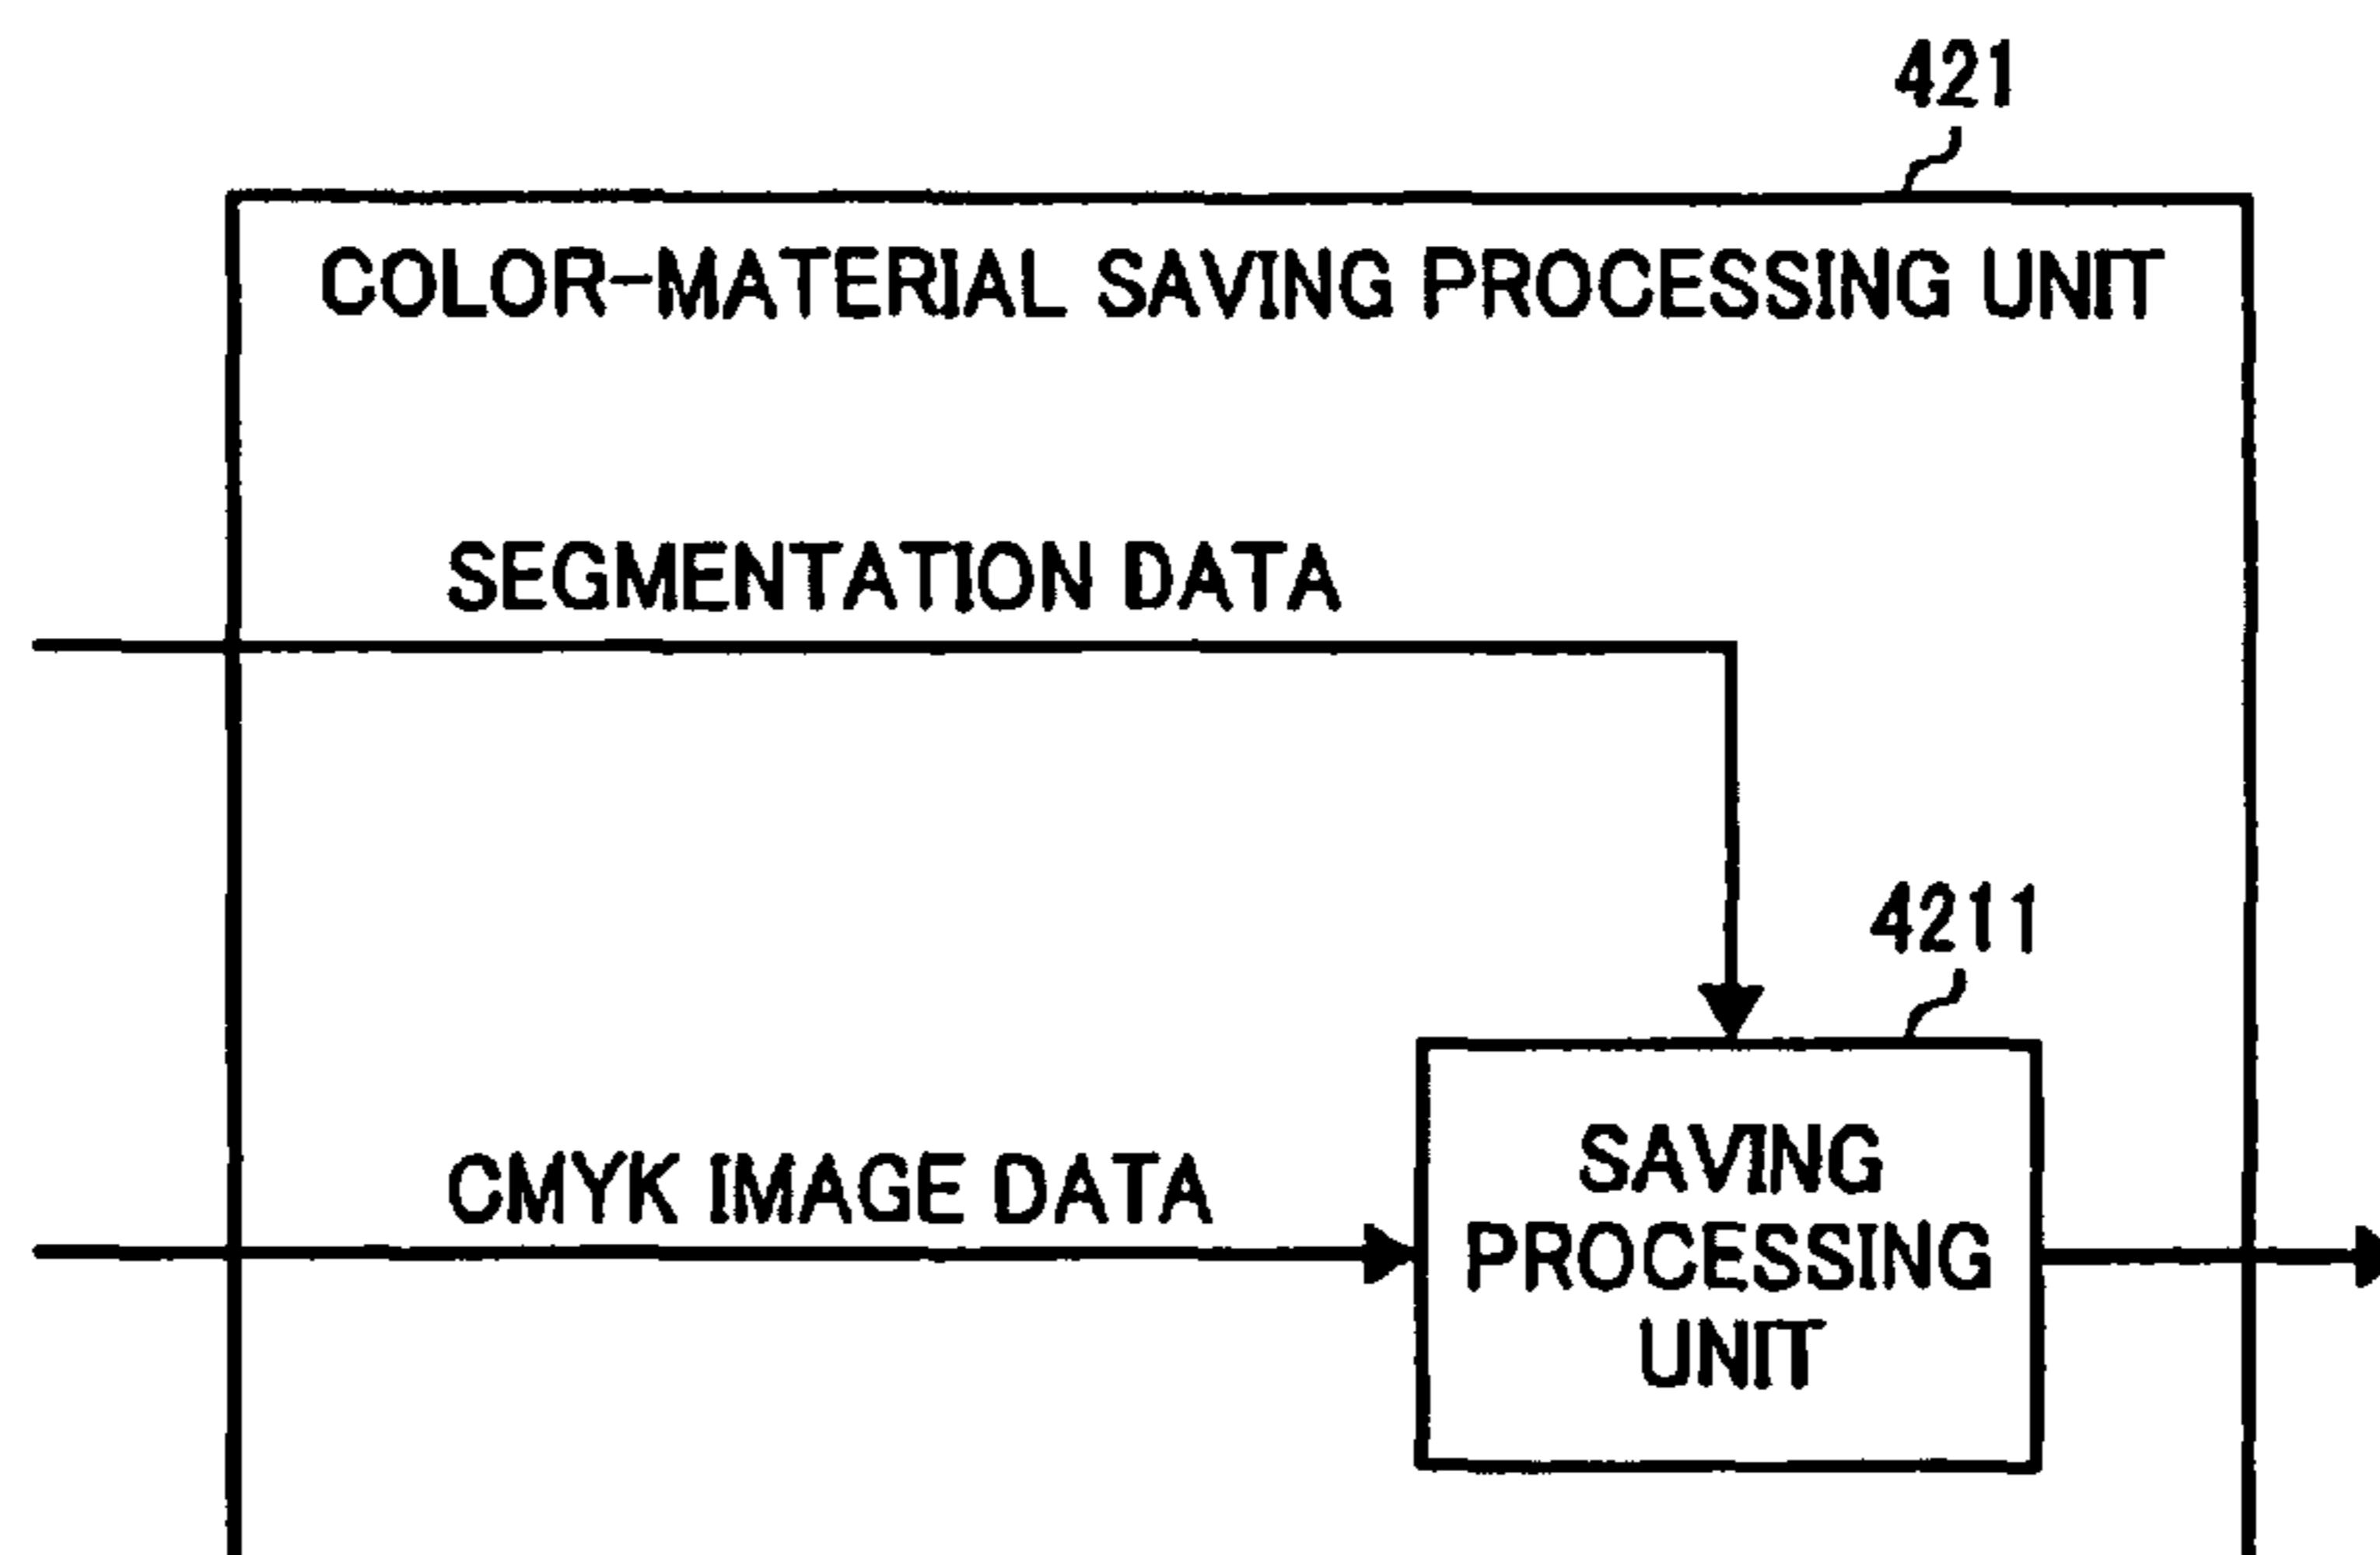 421
COLOR-MATERIAL SAVING PROCESSING UNIT
SEGMENTATION DATA
4211
CMYK IMAGE DATA
SAVING
PROCESSING
UNIT